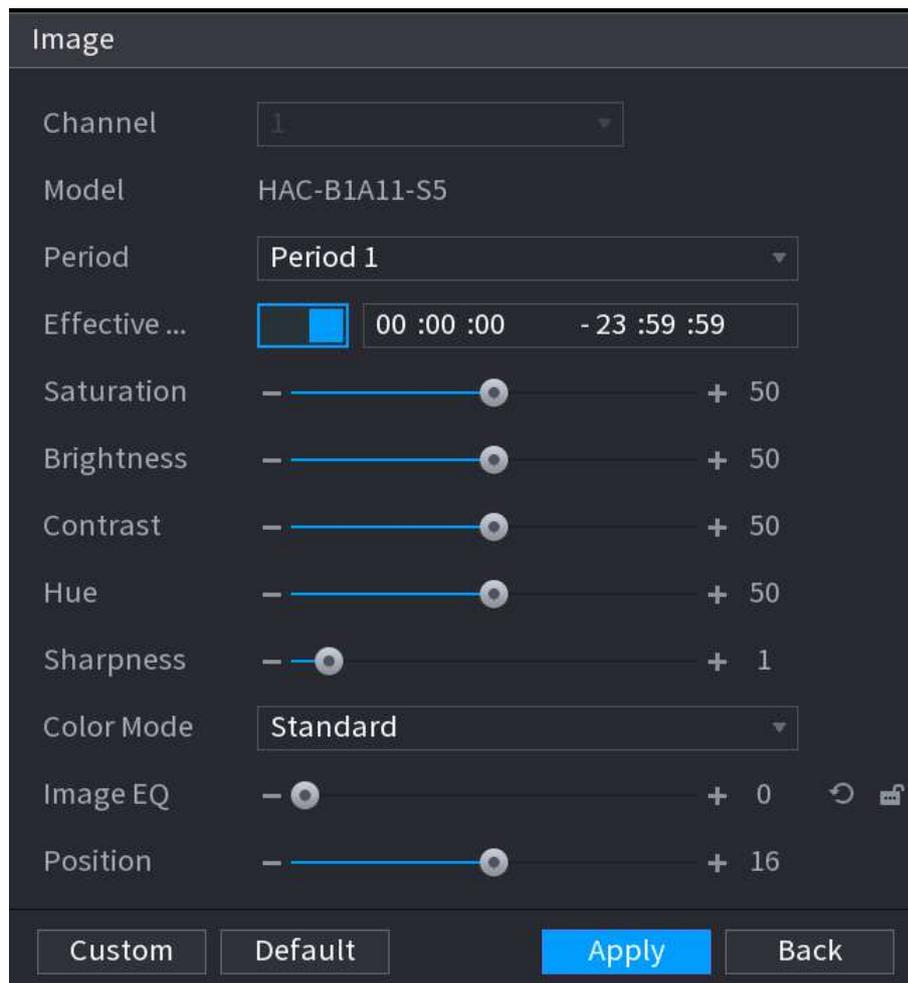 Image
Channel 1
Model HAC-B1A11-S5
Period Period 1
Effective ... 00 :00 :00 - 23 :59 :59
Saturation − + 50
Brightness − + 50
Contrast − + 50
Hue − + 50
Sharpness − + 1
Color Mode Standard
Image EQ − + 0
Position − + 16
Custom Default Apply Back